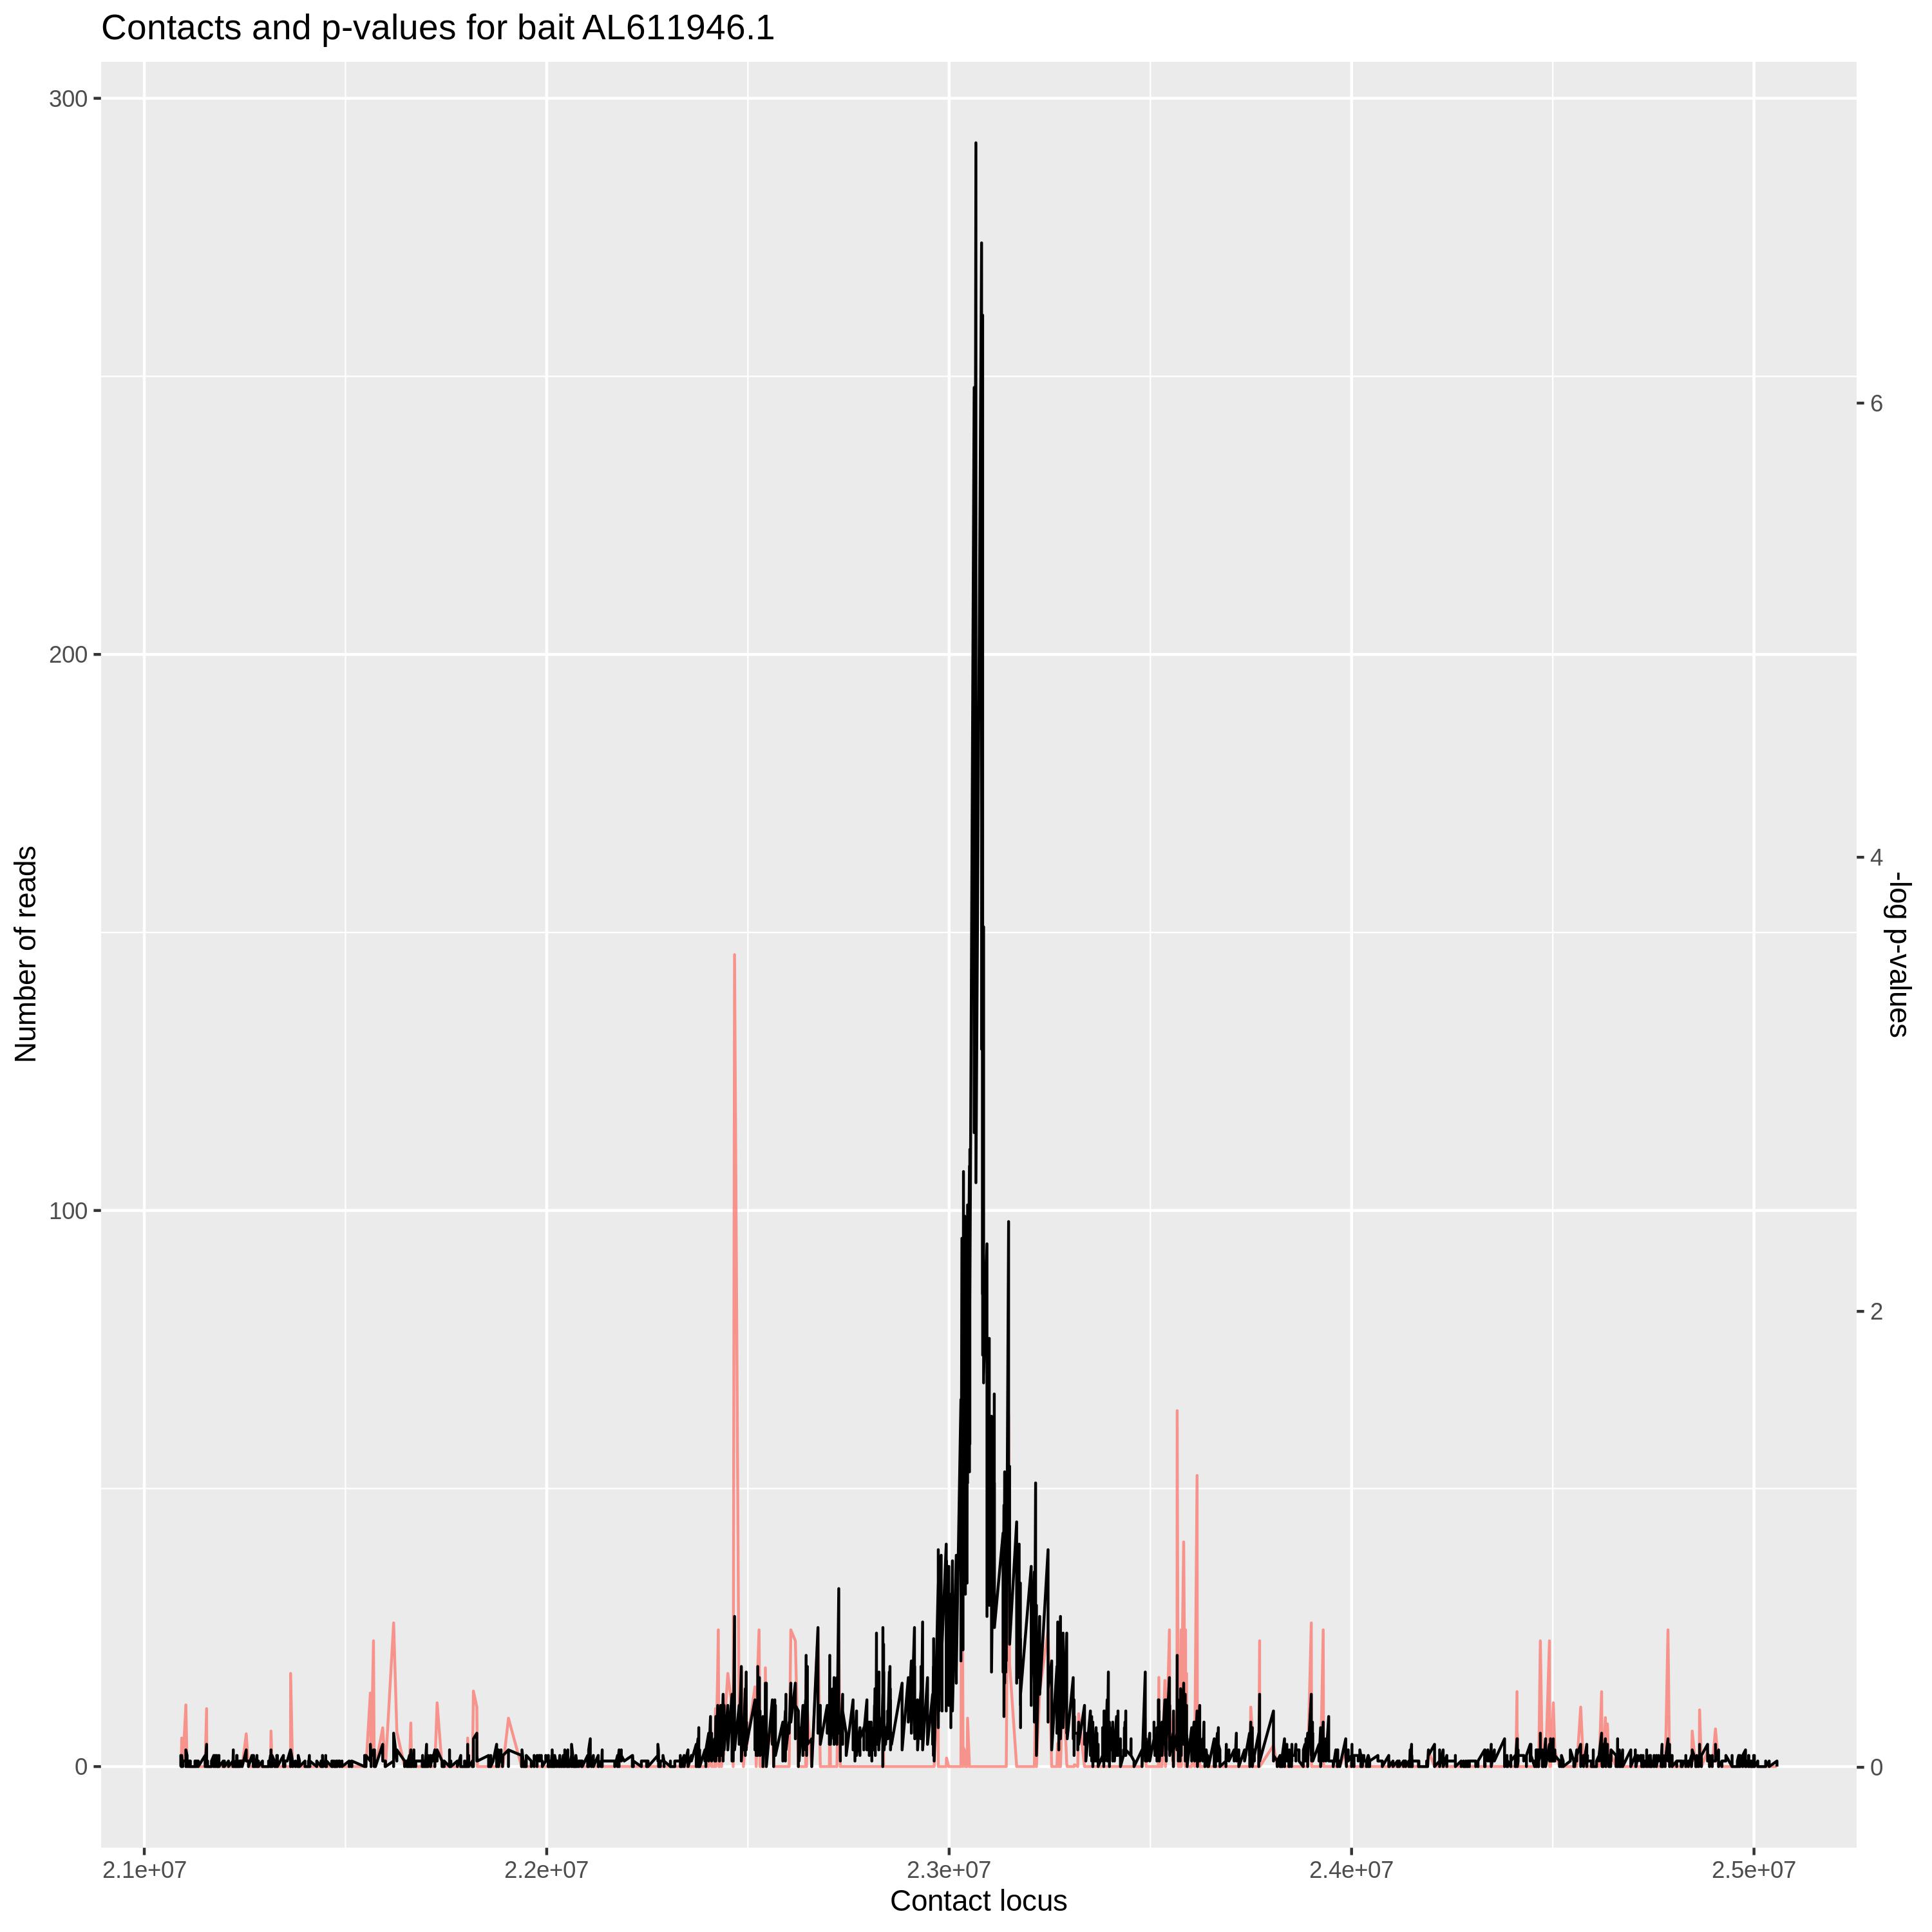 Contacts and p-values for bait AL611946.1
300
200
100
0
Number of reads
6
4
2
0
-log p-values
2.1e+07 2.2e+07 2.3e+07 2.4e+07 2.5e+07
Contact locus